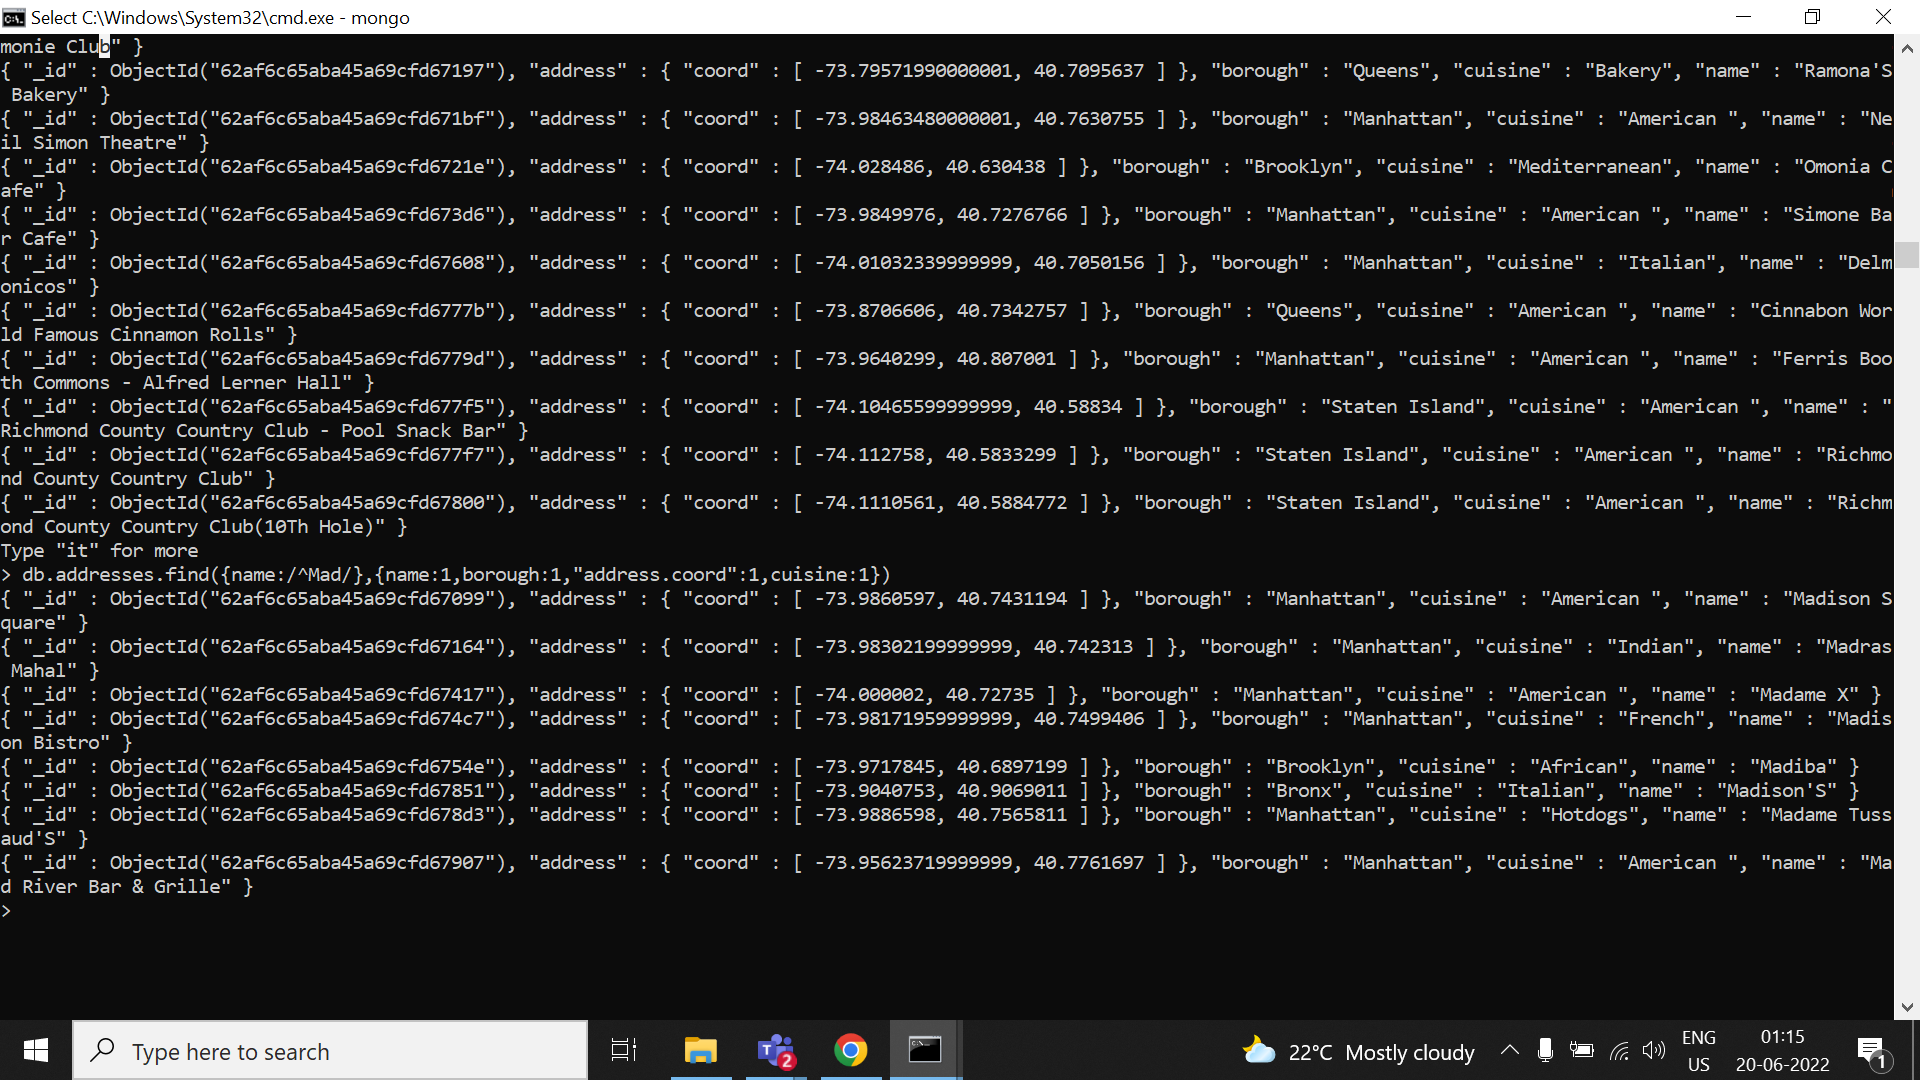 Select C:\Windows\System32\cmd.exe - mongo
monie Club" }
{ "_id" : ObjectId("62af6c65aba45a69cfd67197"), "address" : { "coord" : [ -73.79571990000001, 40.7095637 ] }, "borough" : "Queens", "cuisine" : "Bakery", "name" : "Ramona'S
 Bakery" }
{ "_id" : ObjectId("62af6c65aba45a69cfd671bf"), "address" : { "coord" : [ -73.98463480000001, 40.7630755 ] }, "borough" : "Manhattan", "cuisine" : "American ", "name" : "Ne
il Simon Theatre" }
{ "_id" : ObjectId("62af6c65aba45a69cfd6721e"), "address" : { "coord" : [ -74.028486, 40.630438 ] }, "borough" : "Brooklyn", "cuisine" : "Mediterranean", "name" : "Omonia C
afe" }
{ "_id" : ObjectId("62af6c65aba45a69cfd673d6"), "address" : { "coord" : [ -73.9849976, 40.7276766 ] }, "borough" : "Manhattan", "cuisine" : "American ", "name" : "Simone Ba
r Cafe" }
{ "_id" : ObjectId("62af6c65aba45a69cfd67608"), "address" : { "coord" : [ -74.01032339999999, 40.7050156 ] }, "borough" : "Manhattan", "cuisine" : "Italian", "name" : "Delm
onicos" }
{ "_id" : ObjectId("62af6c65aba45a69cfd6777b"), "address" : { "coord" : [ -73.8706606, 40.7342757 ] }, "borough" : "Queens", "cuisine" : "American ", "name" : "Cinnabon Wor
ld Famous Cinnamon Rolls" }
{ "_id" : ObjectId("62af6c65aba45a69cfd6779d"), "address" : { "coord" : [ -73.9640299, 40.807001 ] }, "borough" : "Manhattan", "cuisine" : "American ", "name" : "Ferris Boo
th Commons - Alfred Lerner Hall" }
{ "_id" : ObjectId("62af6c65aba45a69cfd677f5"), "address" : { "coord" : [ -74.10465599999999, 40.58834 ] }, "borough" : "Staten Island", "cuisine" : "American ", "name" : "
Richmond County Country Club - Pool Snack Bar" }
{ "_id" : ObjectId("62af6c65aba45a69cfd677f7"), "address" : { "coord" : [ -74.112758, 40.5833299 ] }, "borough" : "Staten Island", "cuisine" : "American ", "name" : "Richmo
nd County Country Club" }
{ "_id" : ObjectId("62af6c65aba45a69cfd67800"), "address" : { "coord" : [ -74.1110561, 40.5884772 ] }, "borough" : "Staten Island", "cuisine" : "American ", "name" : "Richm
ond County Country Club(10Th Hole)" }
Type "it" for more
> db.addresses.find({name:/^Mad/},{name:1,borough:1,"address.coord":1,cuisine:1})
{ "_id" : ObjectId("62af6c65aba45a69cfd67099"), "address" : { "coord" : [ -73.9860597, 40.7431194 ] }, "borough" : "Manhattan", "cuisine" : "American ", "name" : "Madison S
quare" }
{ "_id" : ObjectId("62af6c65aba45a69cfd67164"), "address" : { "coord" : [ -73.98302199999999, 40.742313 ] }, "borough" : "Manhattan", "cuisine" : "Indian", "name" : "Madras
 Mahal" }
{ "_id" : ObjectId("62af6c65aba45a69cfd67417"), "address" : { "coord" : [ -74.000002, 40.72735 ] }, "borough" : "Manhattan", "cuisine" : "American ", "name" : "Madame X" }
{ "_id" : ObjectId("62af6c65aba45a69cfd674c7"), "address" : { "coord" : [ -73.98171959999999, 40.7499406 ] }, "borough" : "Manhattan", "cuisine" : "French", "name" : "Madis
on Bistro" }
{ "_id" : ObjectId("62af6c65aba45a69cfd6754e"), "address" : { "coord" : [ -73.9717845, 40.6897199 ] }, "borough" : "Brooklyn", "cuisine" : "African", "name" : "Madiba" }
{ "_id" : ObjectId("62af6c65aba45a69cfd67851"), "address" : { "coord" : [ -73.9040753, 40.9069011 ] }, "borough" : "Bronx", "cuisine" : "Italian", "name" : "Madison'S" }
{ "_id" : ObjectId("62af6c65aba45a69cfd678d3"), "address" : { "coord" : [ -73.9886598, 40.7565811 ] }, "borough" : "Manhattan", "cuisine" : "Hotdogs", "name" : "Madame Tuss
aud'S" }
{ "_id" : ObjectId("62af6c65aba45a69cfd67907"), "address" : { "coord" : [ -73.95623719999999, 40.7761697 ] }, "borough" : "Manhattan", "cuisine" : "American ", "name" : "Ma
d River Bar & Grille" }
>
Type here to search
2
22°C Mostly cloudy
ENG
US
01:15
20-06-2022
1